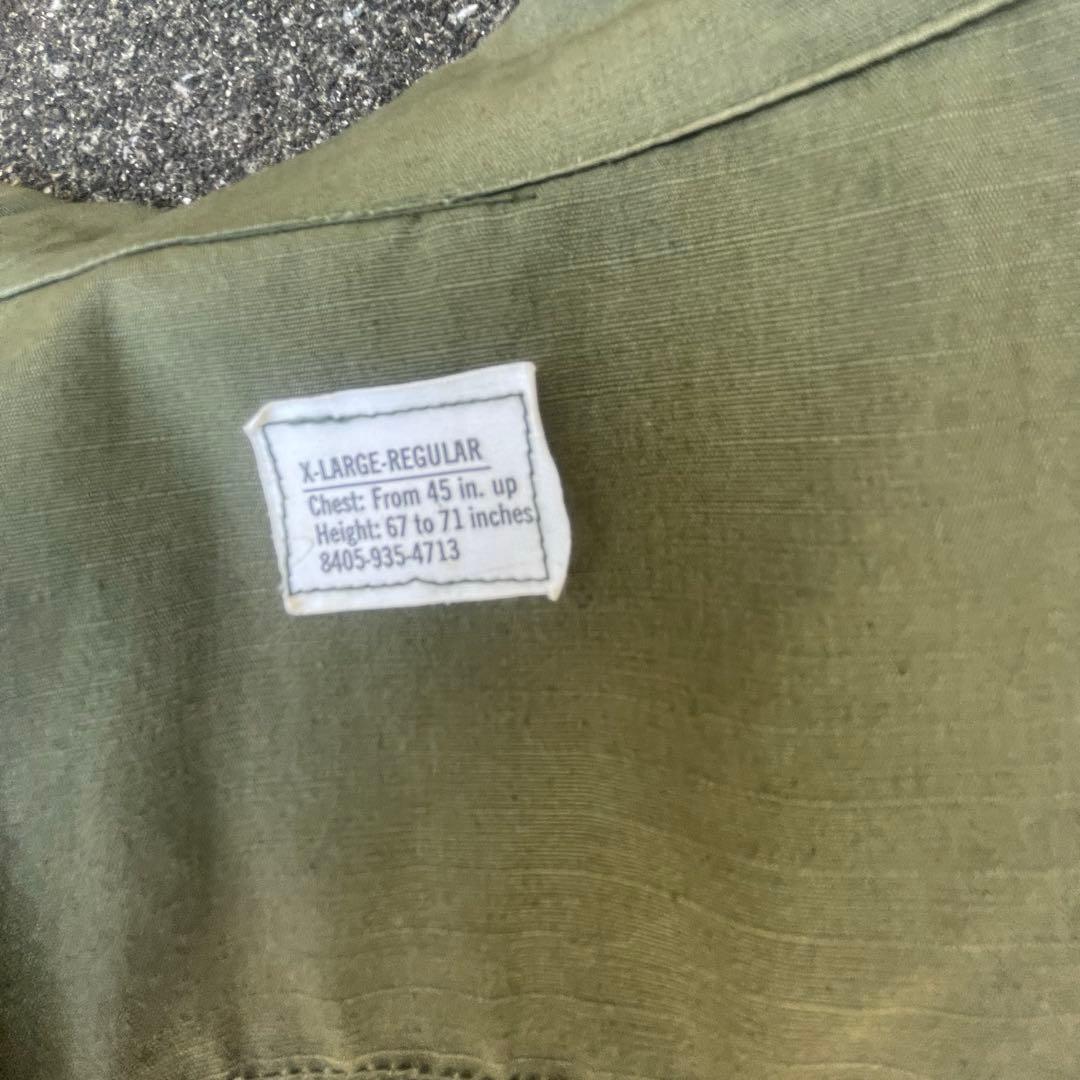 X-LARGE-REGULAR
Chest: From 45 in. up
Height: 67 to 71 inches
8405-935-4713